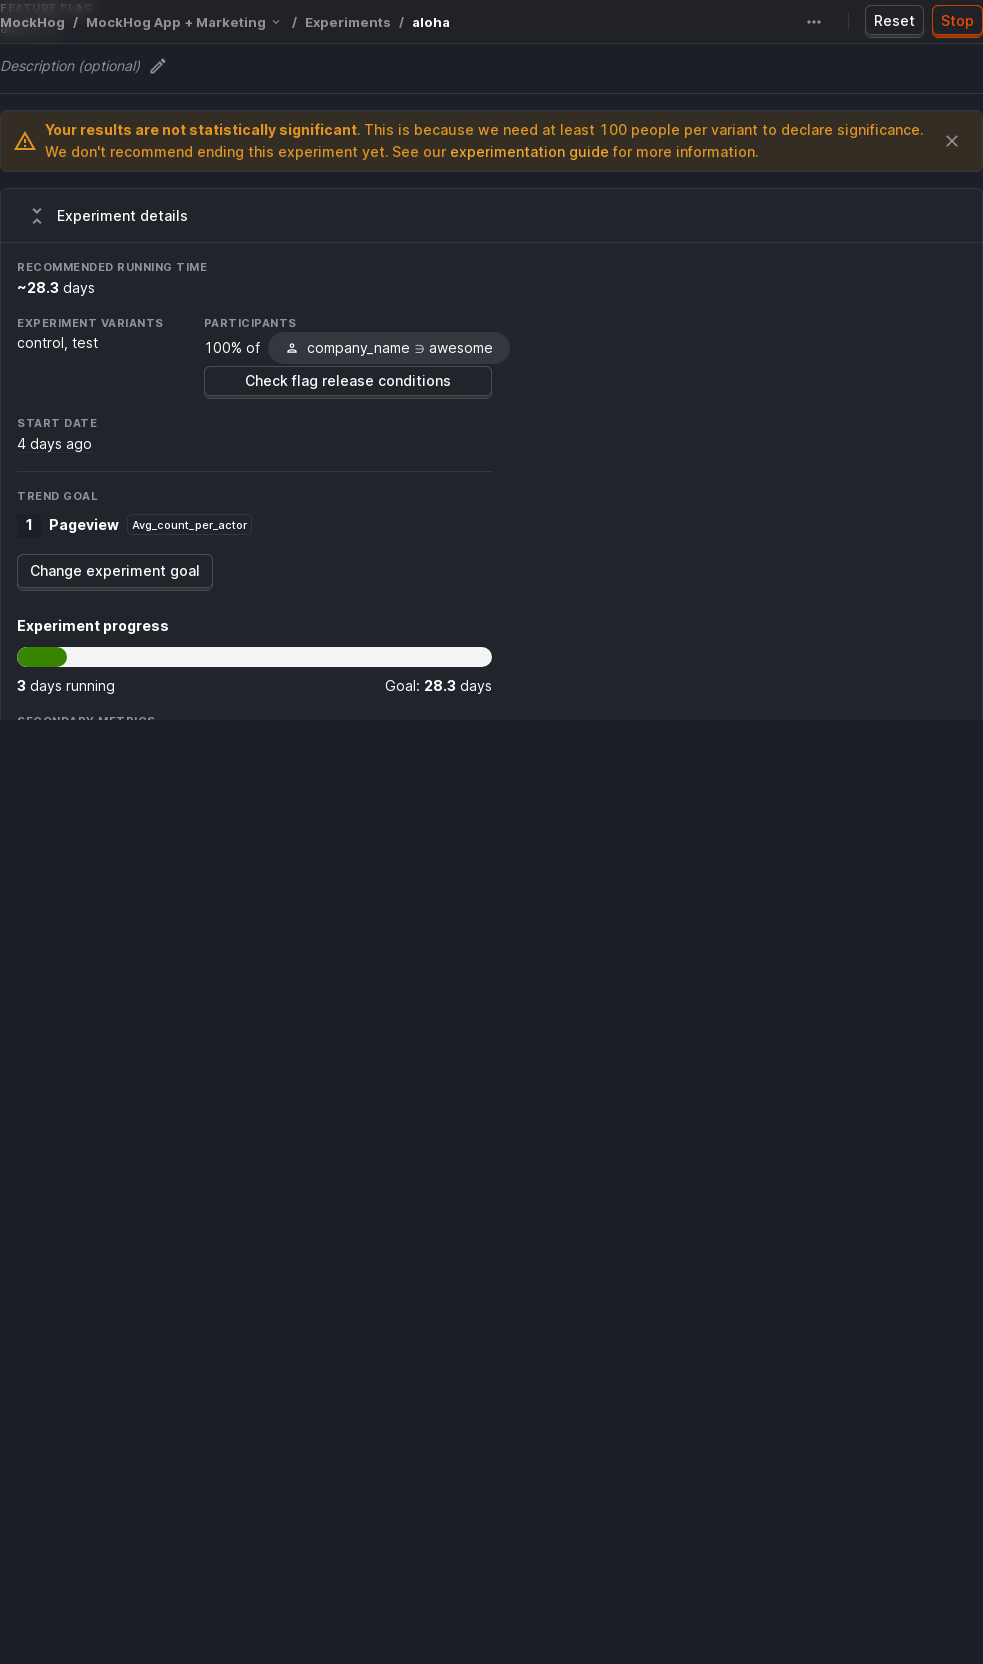 FEATURE FLAG
MockHog / MockHog App + Marketing / Experiments / aloha
Reset
Stop
Description (optional)
Your results are not statistically significant. This is because we need at least 100 people per variant to declare significance.
We don't recommend ending this experiment yet. See our experimentation guide for more information.
Experiment details
RECOMMENDED RUNNING TIME
~28.3 days
EXPERIMENT VARIANTS
control, test
PARTICIPANTS
100% of company_name ∋ awesome
Check flag release conditions
START DATE
4 days ago
TREND GOAL
1 Pageview Avg_count_per_actor
Change experiment goal
Experiment progress
3 days running
Goal: 28.3 days
SECONDARY METRICS